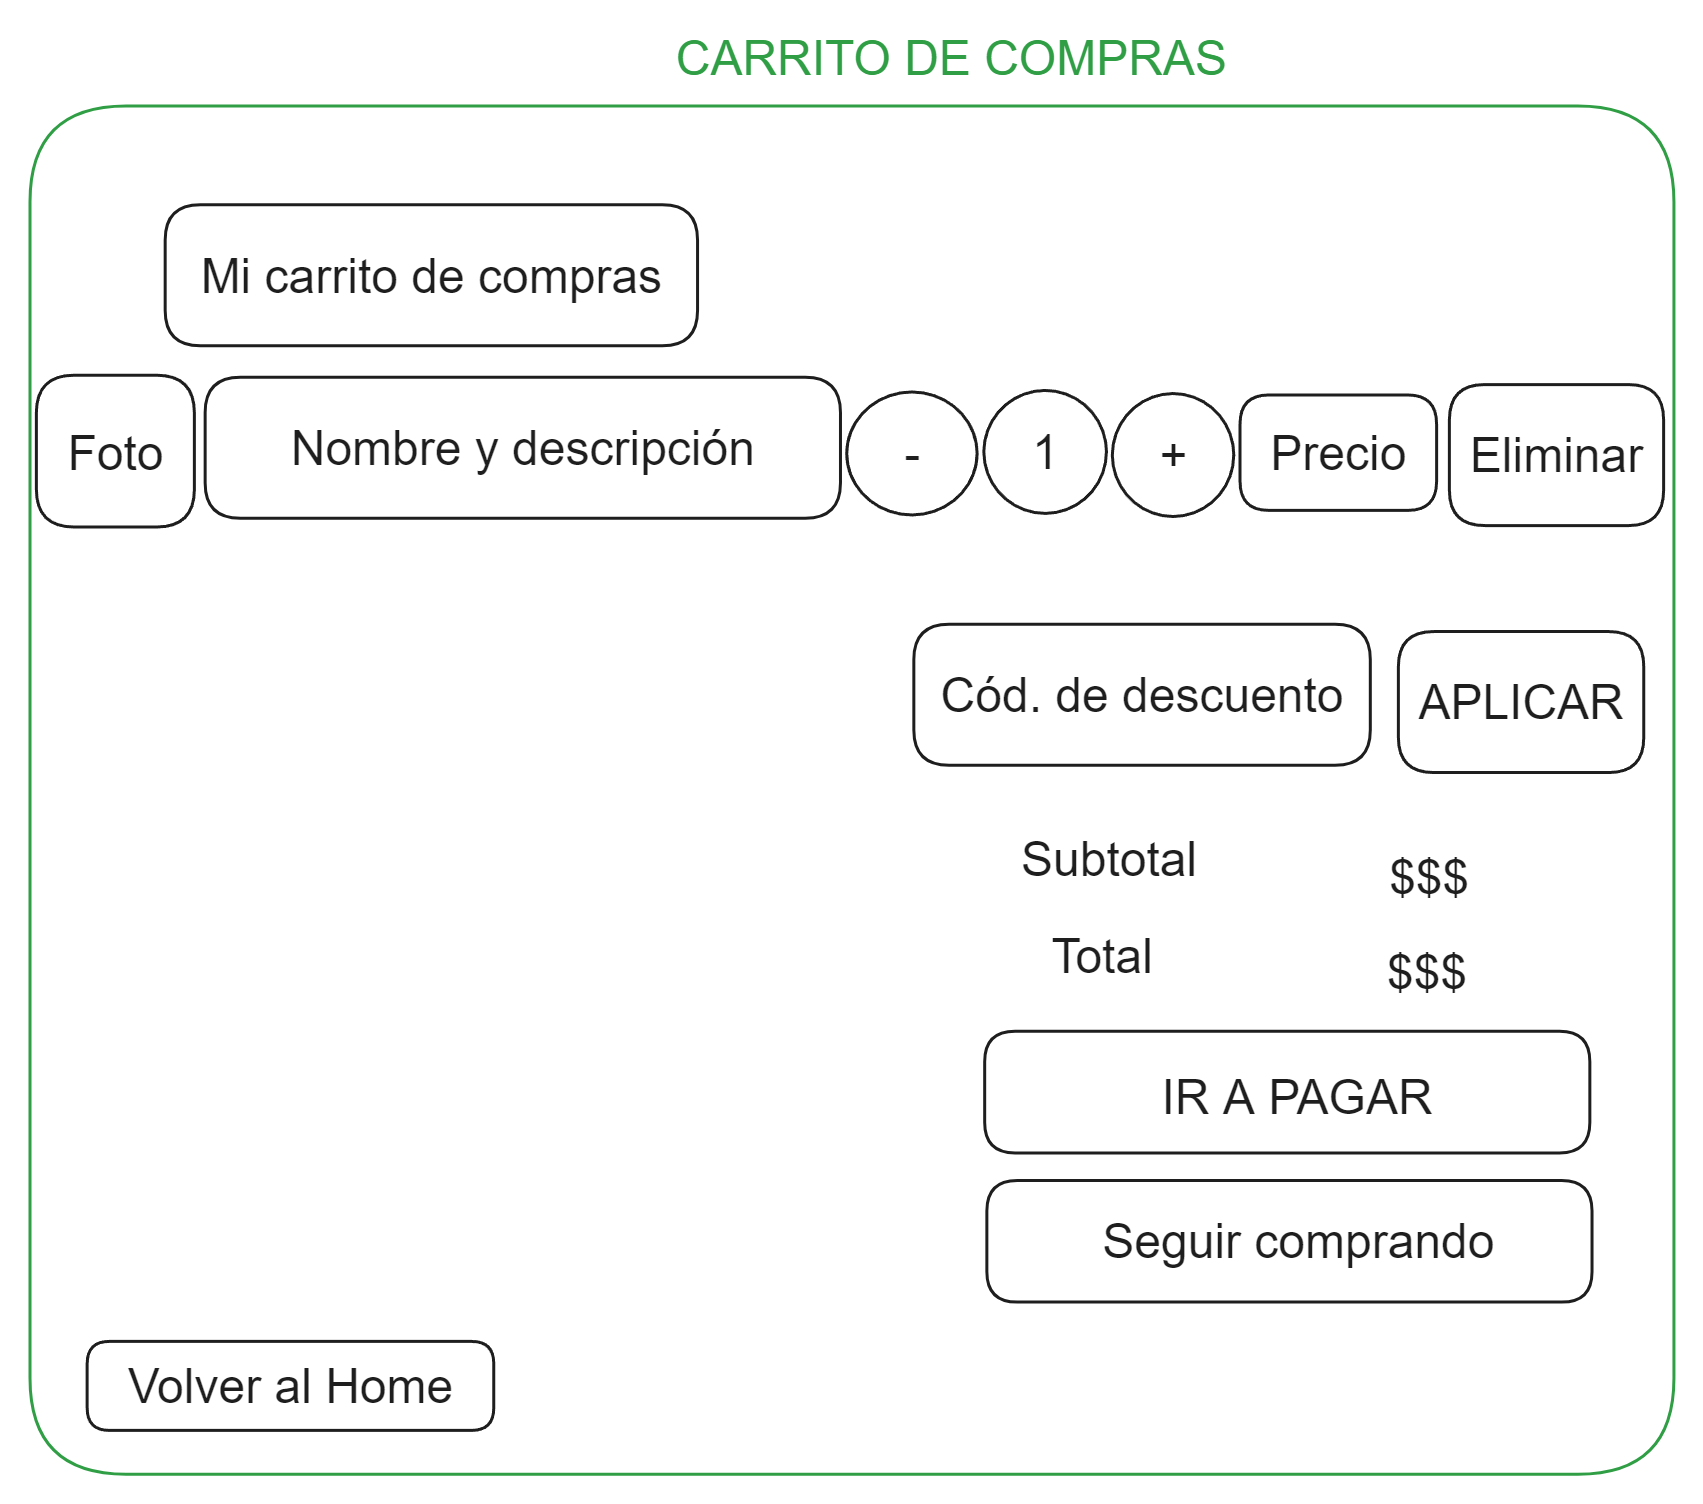 CARRITO DE COMPRAS
Mi carrito de compras
Foto
Nombre y descripción
-
1
+
Precio
Eliminar
Cód. de descuento
APLICAR
Subtotal
$$$
Total
$$$
IR A PAGAR
Seguir comprando
Volver al Home